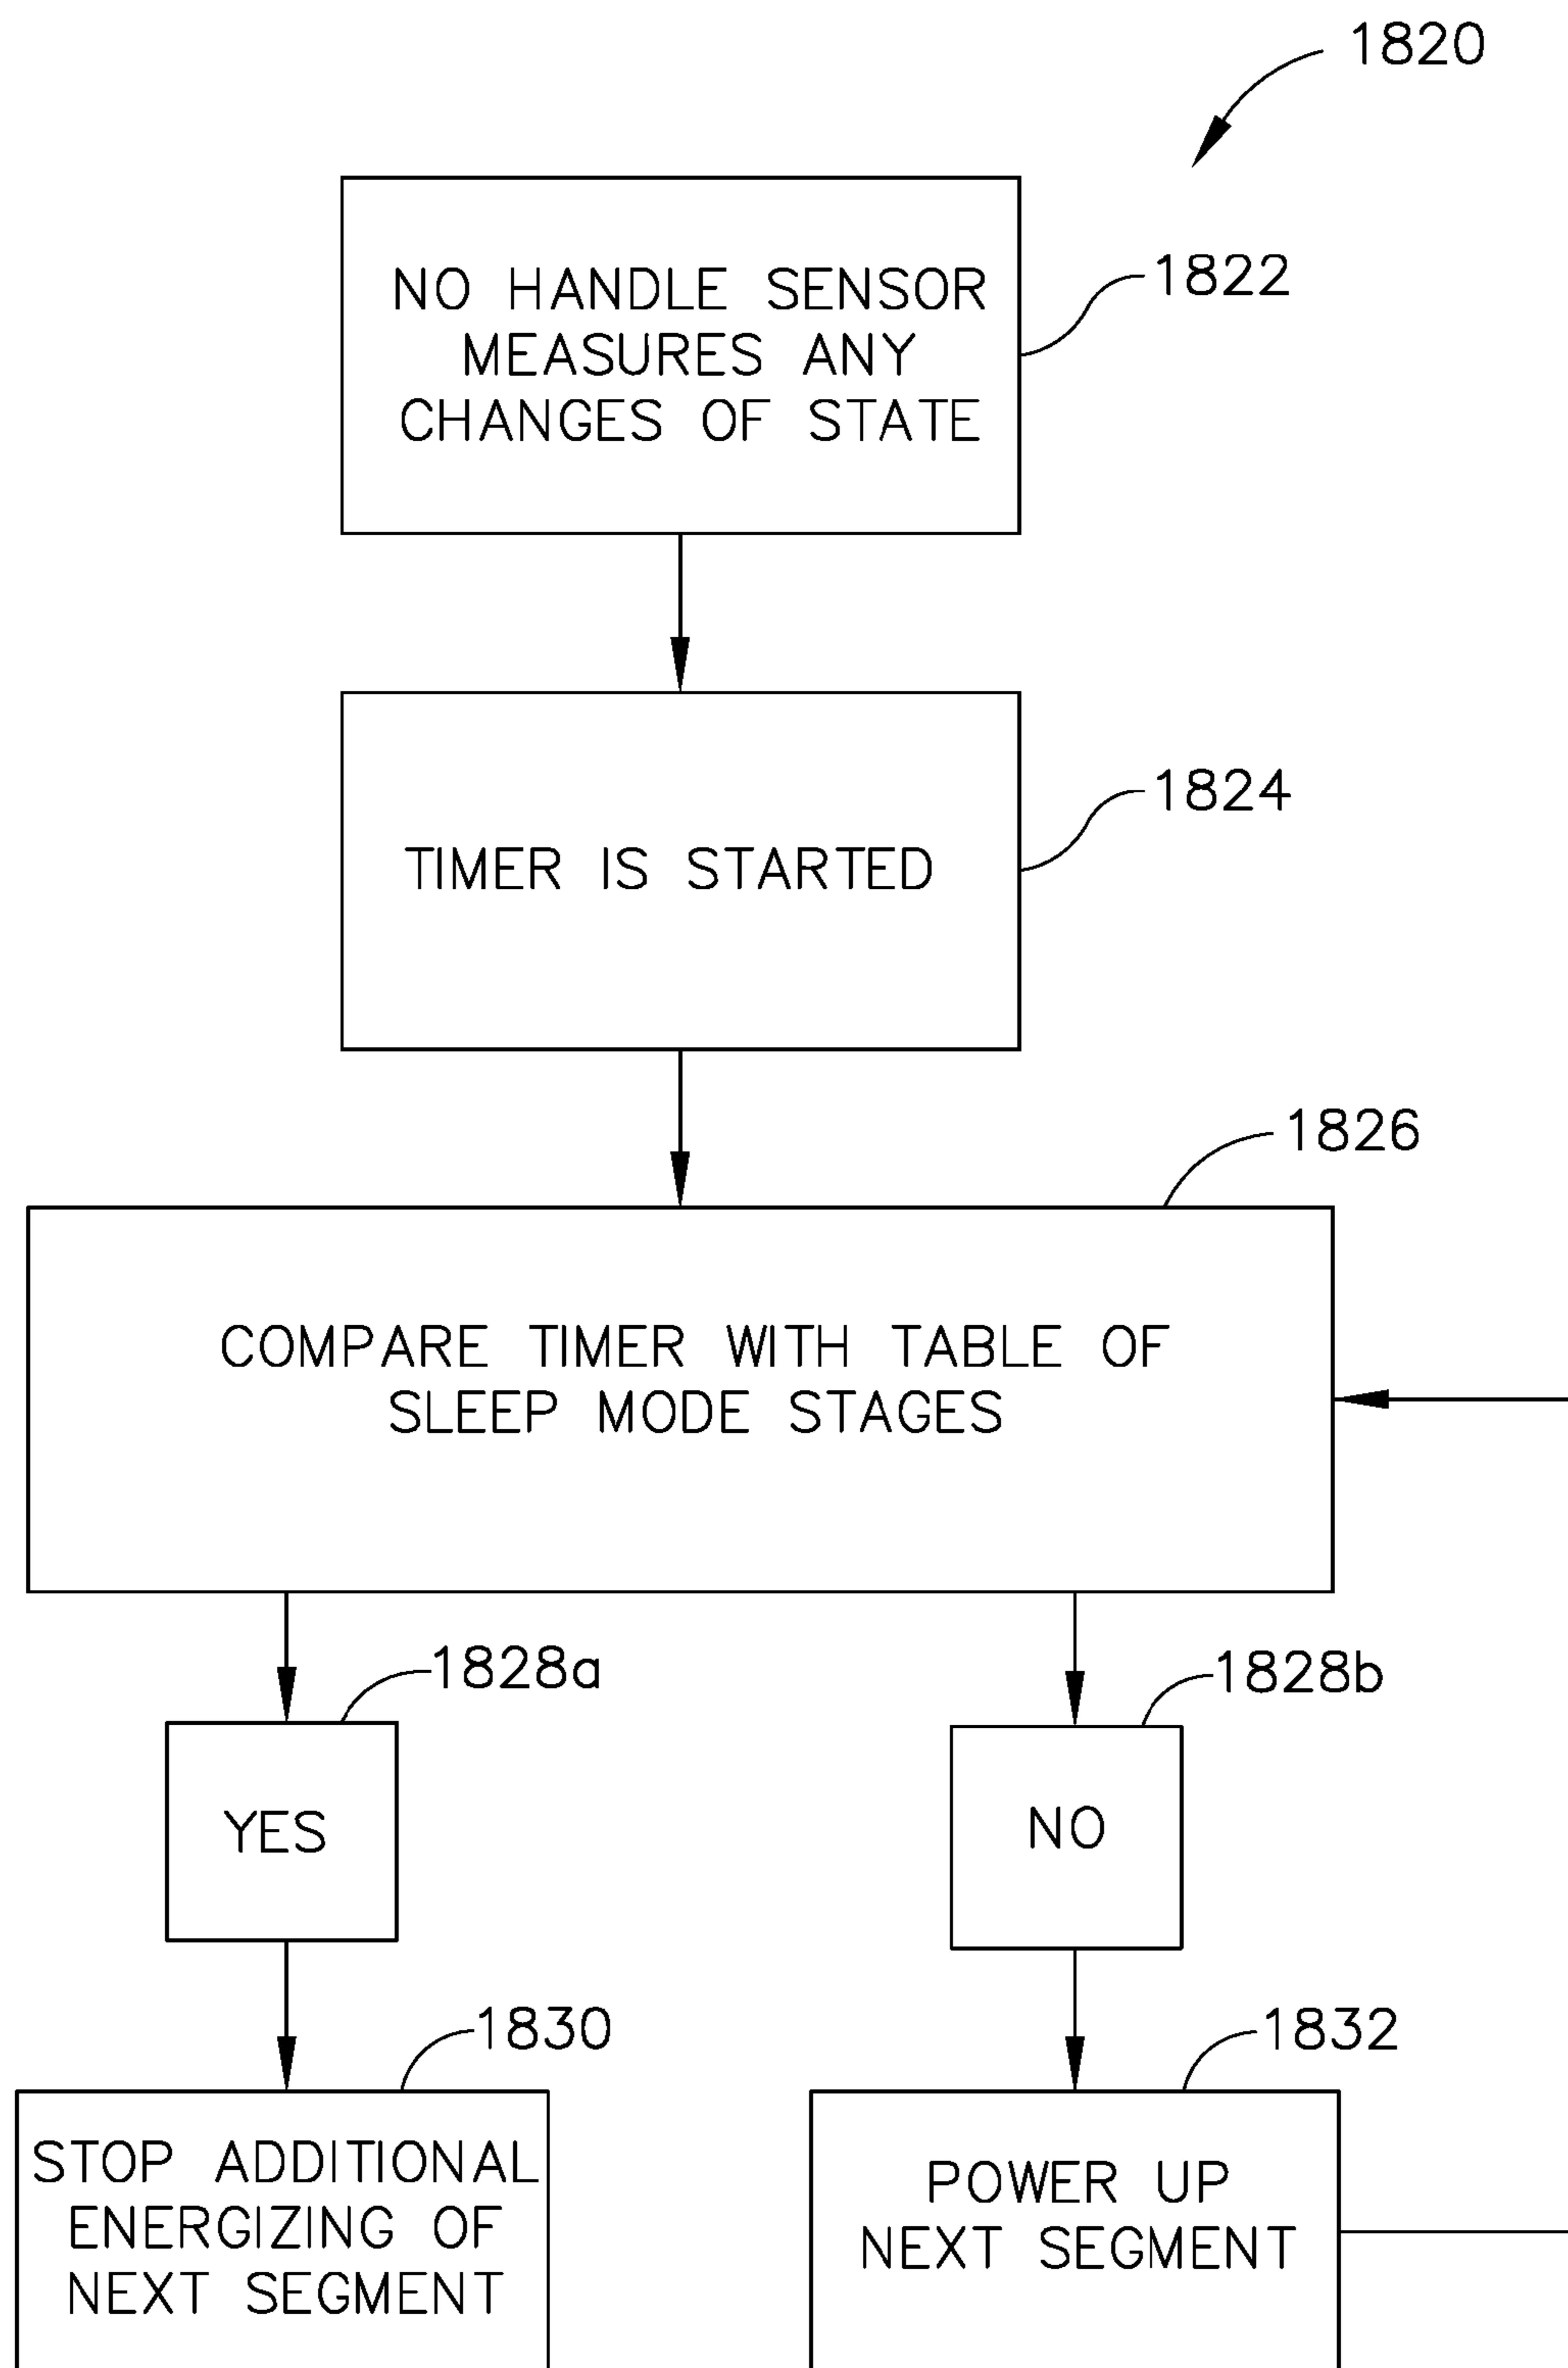 1820
NO HANDLE SENSOR
MEASURES ANY
CHANGES OF STATE
1822
TIMER IS STARTED
1824
1826
COMPARE TIMER WITH TABLE OF
SLEEP MODE STAGES
1828a
1828b
YES
NO
1830
1832
STOP ADDITIONAL
ENERGIZING OF
NEXT SEGMENT
POWER UP
NEXT SEGMENT